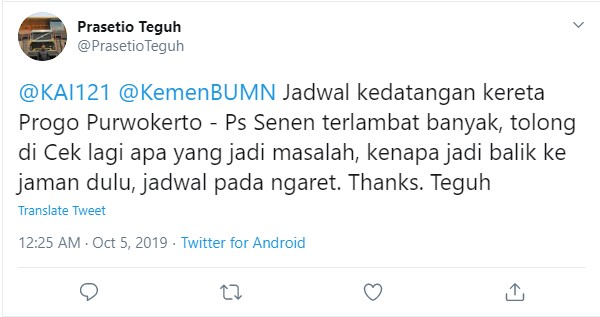 Prasetio Teguh
@PrasetioTeguh
@KAI121 @KemenBUMN Jadwal kedatangan kereta
Progo Purwokerto - Ps Senen terlambat banyak, tolong
di Cek lagi apa yang jadi masalah, kenapa jadi balik ke
jaman dulu, jadwal pada ngaret. Thanks. Teguh
Translate Tweet
12:25 AM · Oct 5, 2019 · Twitter for Android